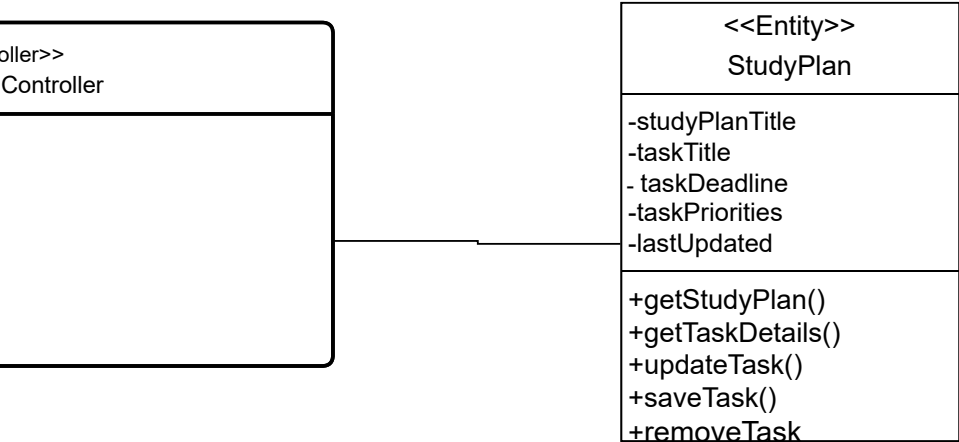 oller>>
Controller
<<Entity>>
StudyPlan
-studyPlanTitle
-taskTitle
- taskDeadline
-taskPriorities
-lastUpdated
+getStudyPlan()
+getTaskDetails()
+updateTask()
+saveTask()
+removeTask